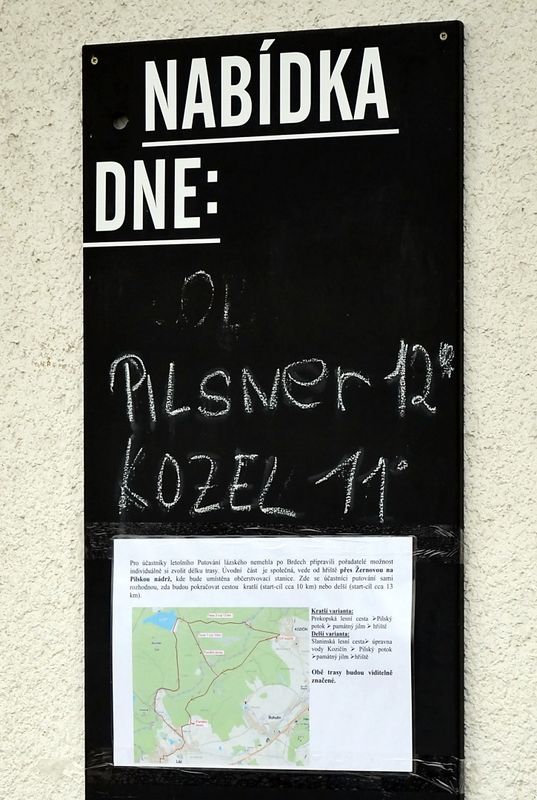 NABÍDKA
DNE:
PILSNer 12°
KOZEL 11°
Pro účastníky letošního Putování lázského nemehla po Brdech připravili pořadatelé možnost
individuálně si zvolit délku trasy. Úvodní část je společná, vede od hřiště přes Žernovou na
Pilskou nádrž, kde bude umístěna občerstvovací stanice. Zde se účastníci putování sami
rozhodnou, zda budou pokračovat cestou kratší (start-cíl cca 10 km) nebo delší (start-cíl cca 13
km).
Kratší varianta:
Prokopská lesní cesta ➢Pilský
potok ➢ památný jilm ➢ hřiště
Delší varianta:
Slaninská lesní cesta➢ úpravna
vody Kozičín ➢ Pilský potok
➢památný jilm ➢hřiště
Obě trasy budou viditelně
značené.
KOZIČÍN
Bohutín
Láz